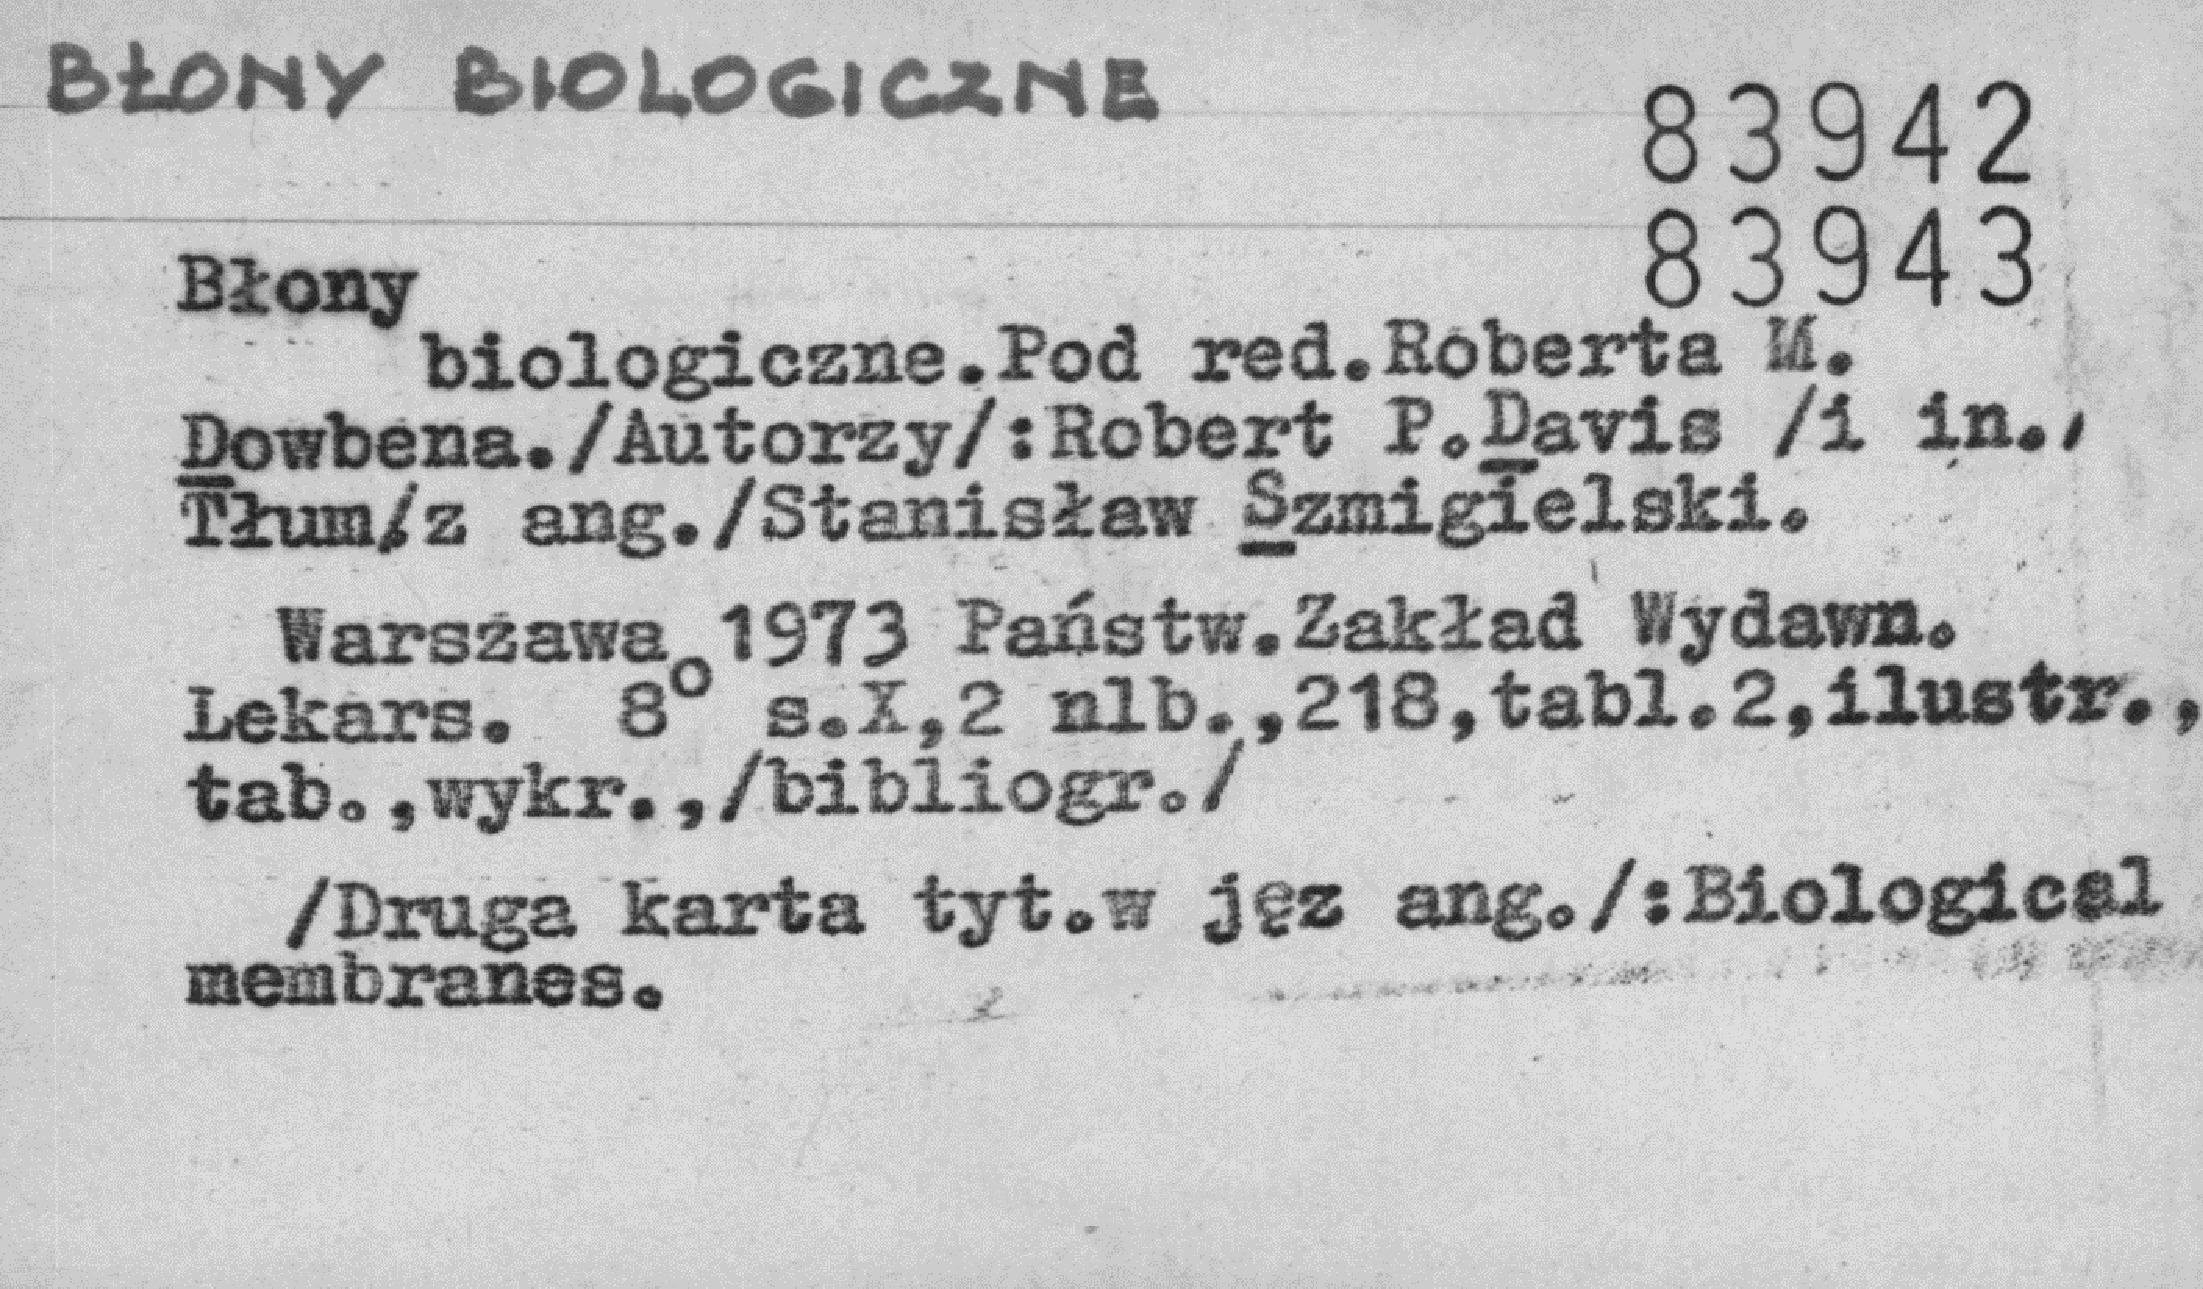 BŁONY BIOLOGICZNE
83942
83943
Błony
biologiczne.Pod red.Roberta M.
Dowbena./Autorzy/:Robert P.Davis /i in.,
Tłum/.z ang./Stanisław Szmigielski.
Warszawa 1973 Państw.Zakład Wydawn.
Lekars. 8° s.X,2 nlb.,218,tabl.2,ilustr.,
tab.,wykr.,/bibliogr./
/Druga karta tyt.w jęz ang./:Biological
membranes.